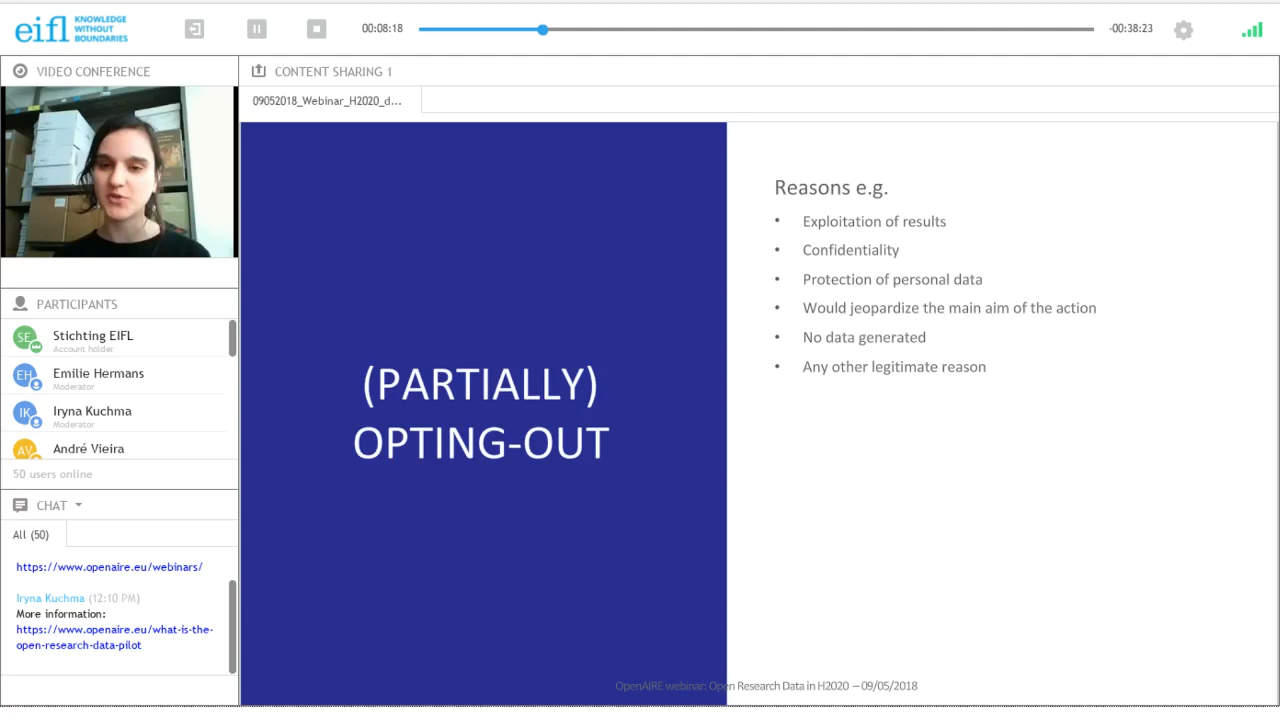 eifl KNOWLEDGE
WITHOUT
BOUNDARIES
00:08:18
-00:38:23
VIDEO CONFERENCE
CONTENT SHARING 1
09052018_Webinar_H2020_d...
(PARTIALLY)
OPTING-OUT
Reasons e.g.
• Exploitation of results
• Confidentiality
• Protection of personal data
• Would jeopardize the main aim of the action
• No data generated
• Any other legitimate reason
OpenAIRE webinar: Open Research Data in H2020 – 09/05/2018
PARTICIPANTS
SE Stichting EIFL
Account holder
EH Emilie Hermans
Moderator
IK Iryna Kuchma
Moderator
AV André Vieira
50 users online
CHAT
All (50)
https://www.openaire.eu/webinars/
Iryna Kuchma (12:10 PM)
More information:
https://www.openaire.eu/what-is-the-
open-research-data-pilot